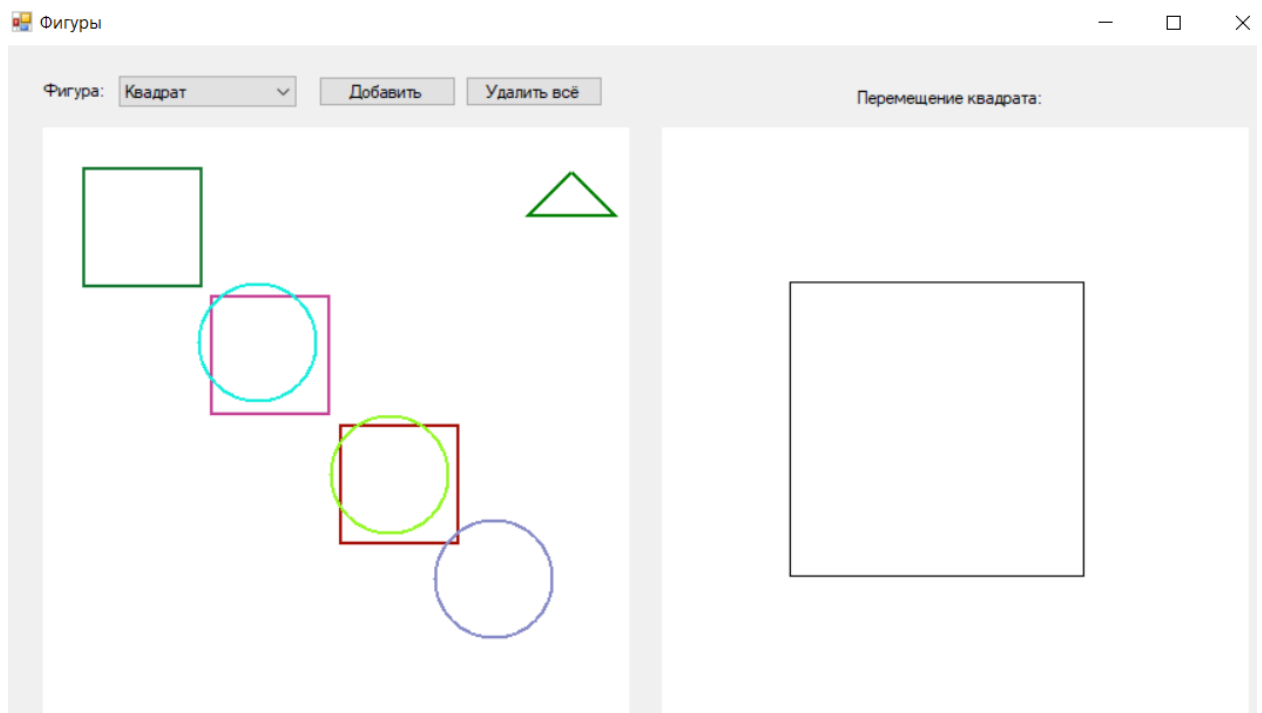 Фигуры
Фигура: Квадрат Добавить Удалить всё
Перемещение квадрата: